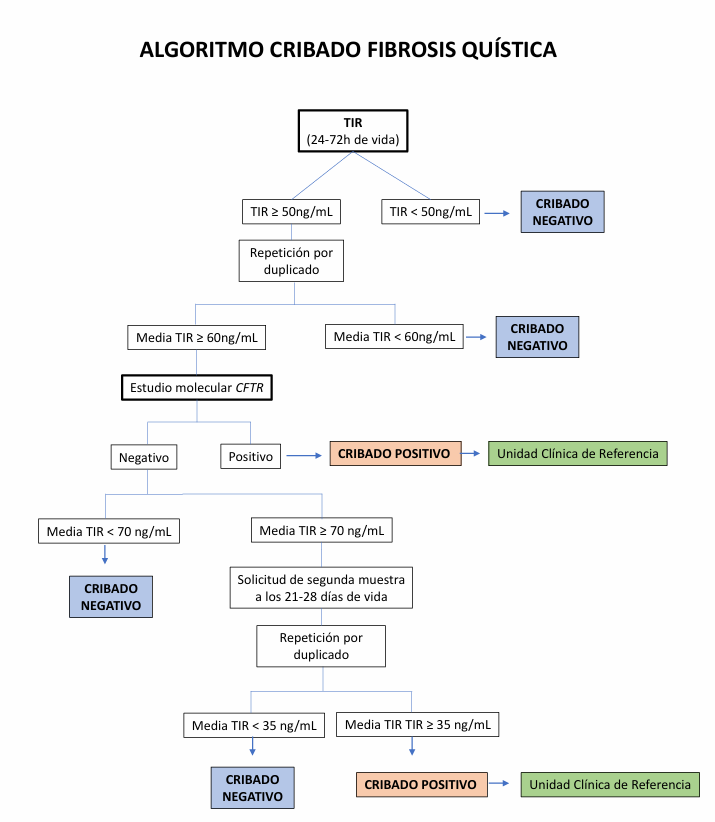 ALGORITMO CRIBADO FIBROSIS QUÍSTICA
TIR
(24-72h de vida)
TIR ≥ 50ng/mL
TIR < 50ng/mL
CRIBADO
NEGATIVO
Repetición por
duplicado
Media TIR ≥ 60ng/mL
Media TIR < 60ng/mL
CRIBADO
NEGATIVO
Estudio molecular CFTR
Negativo
Positivo
CRIBADO POSITIVO
Unidad Clínica de Referencia
Media TIR < 70 ng/mL
Media TIR ≥ 70 ng/mL
CRIBADO
NEGATIVO
Solicitud de segunda muestra
a los 21-28 días de vida
Repetición por
duplicado
Media TIR < 35 ng/mL
Media TIR TIR ≥ 35 ng/mL
CRIBADO
NEGATIVO
CRIBADO POSITIVO
Unidad Clínica de Referencia